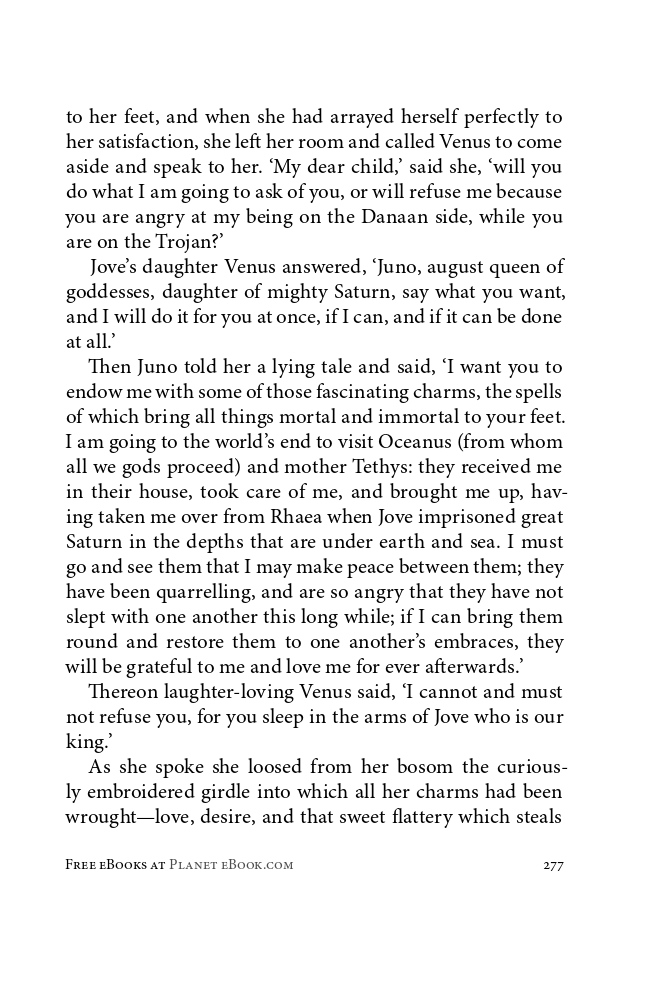 to her feet, and when she had arrayed herself perfectly to
her satisfaction, she left her room and called Venus to come
aside and speak to her. ‘My dear child,’ said she, ‘will you
do what I am going to ask of you, or will refuse me because
you are angry at my being on the Danaan side, while you
are on the Trojan?’
Jove’s daughter Venus answered, ‘Juno, august queen of
goddesses, daughter of mighty Saturn, say what you want,
and I will do it for you at once, if I can, and if it can be done
at all.’
Then Juno told her a lying tale and said, ‘I want you to
endow me with some of those fascinating charms, the spells
of which bring all things mortal and immortal to your feet.
I am going to the world’s end to visit Oceanus (from whom
all we gods proceed) and mother Tethys: they received me
in their house, took care of me, and brought me up, hav-
ing taken me over from Rhaea when Jove imprisoned great
Saturn in the depths that are under earth and sea. I must
go and see them that I may make peace between them; they
have been quarrelling, and are so angry that they have not
slept with one another this long while; if I can bring them
round and restore them to one another’s embraces, they
will be grateful to me and love me for ever afterwards.’
Thereon laughter-loving Venus said, ‘I cannot and must
not refuse you, for you sleep in the arms of Jove who is our
king.’
As she spoke she loosed from her bosom the curious-
ly embroidered girdle into which all her charms had been
wrought—love, desire, and that sweet flattery which steals
Free eBooks at Planet eBook.com 277